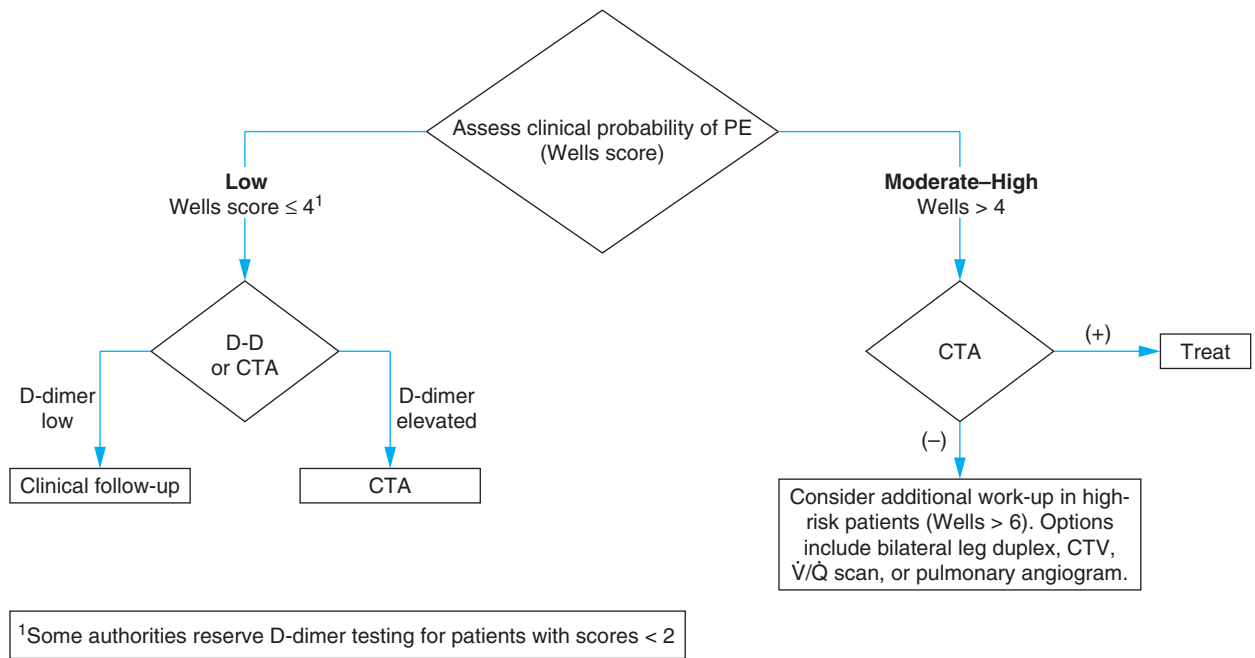 Assess clinical probability of PE
(Wells score)
Low
Wells score ≤ 4¹
Moderate–High
Wells > 4
D-D
or CTA
CTA
(+)
Treat
D-dimer
low
D-dimer
elevated
(–)
Clinical follow-up
CTA
Consider additional work-up in high-
risk patients (Wells > 6). Options
include bilateral leg duplex, CTV,
V̇/Q̇ scan, or pulmonary angiogram.
¹Some authorities reserve D-dimer testing for patients with scores < 2